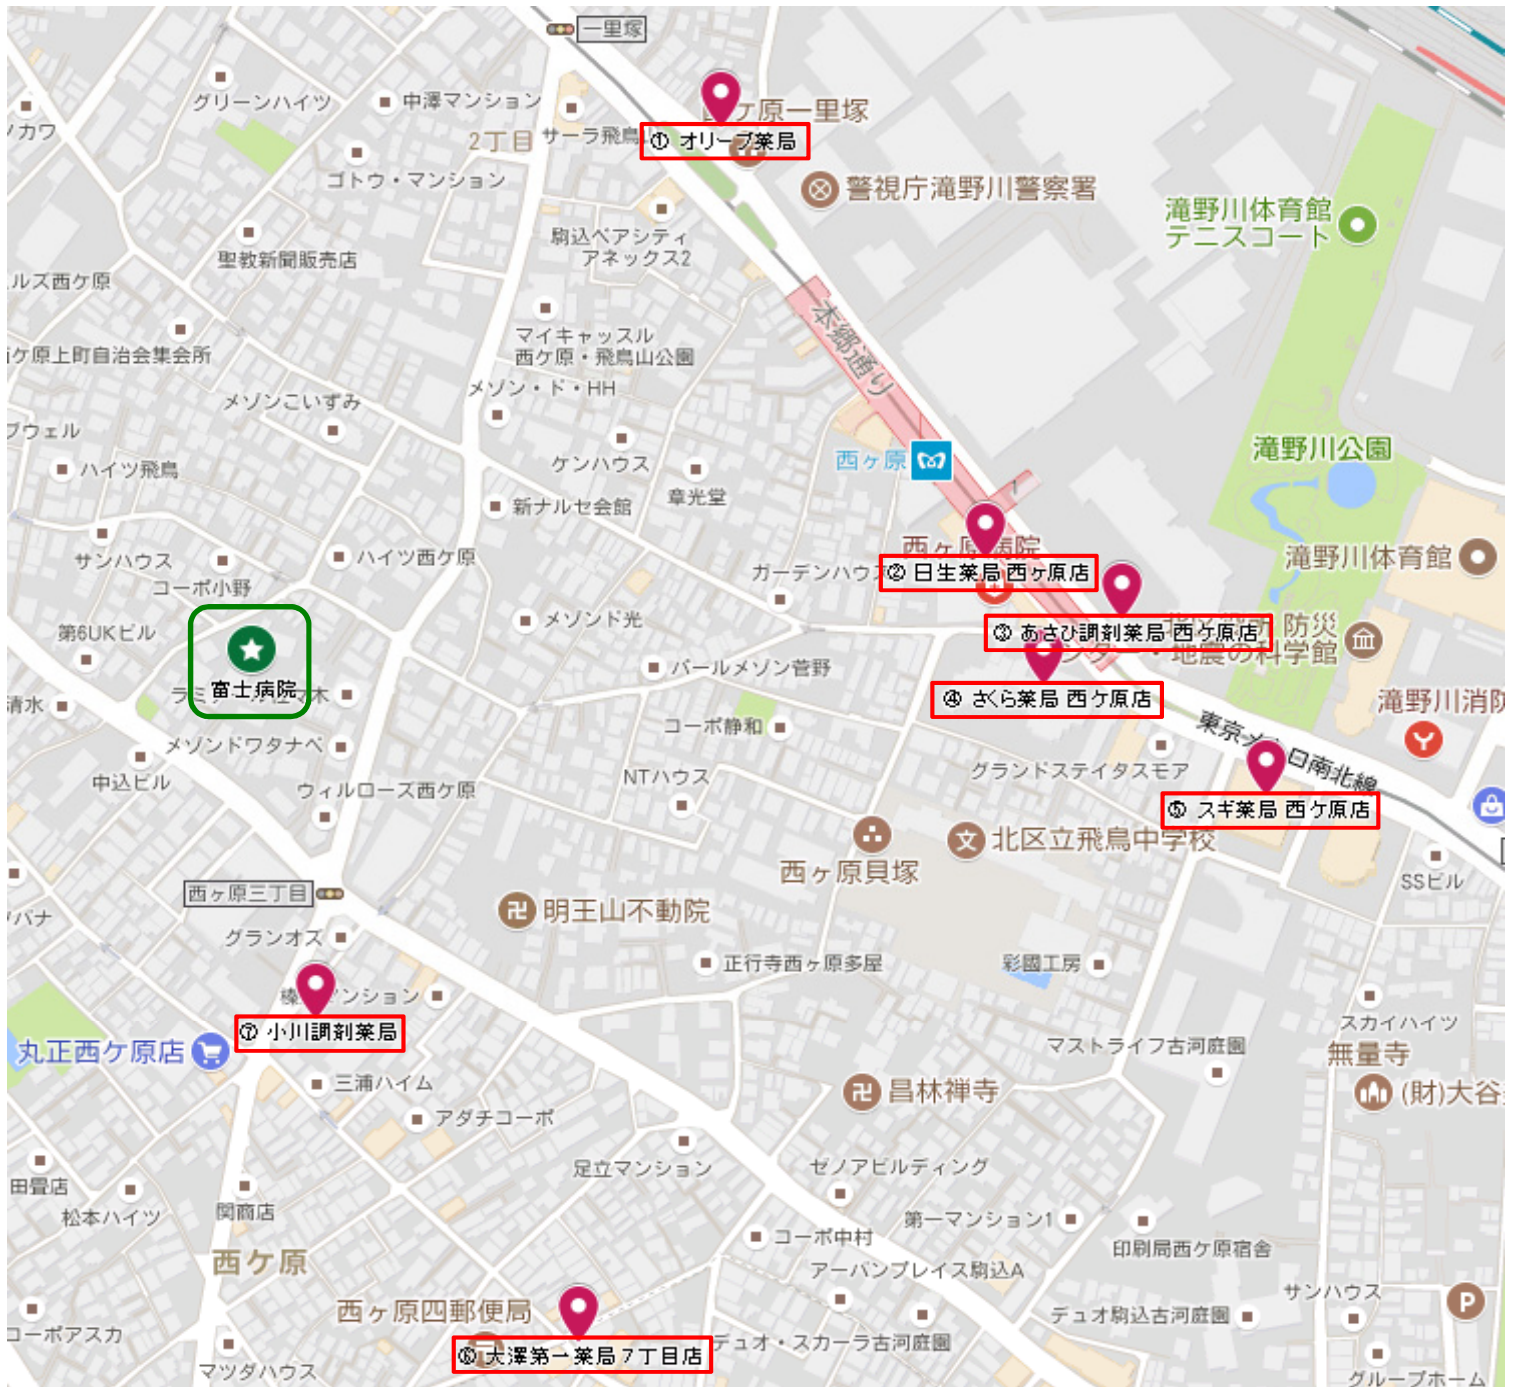 一里塚
グリーンハイツ
中澤マンション
ノカワ
2丁目
サーラ飛鳥
ケ原一里塚
① オリーブ薬局
ゴトウ・マンション
警視庁滝野川警察署
滝野川体育館
テニスコート
駒込ペアシティ
アネックス2
聖教新聞販売店
ルズ西ケ原
マイキャッスル
西ケ原・飛鳥山公園
本郷通り
ケ原上町自治会集会所
メゾン・ド・HH
メゾンこいずみ
ブウェル
ハイツ飛鳥
ケンハウス
章光堂
西ケ原
滝野川公園
1
新ナルセ会館
サンハウス
ハイツ西ケ原
コーポ小野
西ケ原病院
ガーデンハウ
② 日生薬局 西ケ原店
滝野川体育館
メゾンド光
第6UKビル
③ あさひ調剤薬局 西ケ原店
防災
・地震の科学館
パールメゾン菅野
富士病院
清水
④ さくら薬局 西ケ原店
滝野川消防
コーポ静和
東京メトロ南北線
メゾンドワタナベ
中込ビル
ウィルローズ西ケ原
NTハウス
グランドステイタスモア
⑤ スギ薬局 西ケ原店
北区立飛鳥中学校
西ヶ原貝塚
SSビル
西ヶ原三丁目
明王山不動院
バナ
グランオズ
正行寺西ヶ原多屋
彩國工房
マンション
⑦ 小川調剤薬局
丸正西ケ原店
スカイハイツ
マストライフ古河庭園
無量寺
三浦ハイム
昌林禅寺
(財)大谷
アダチコーポ
足立マンション
ゼノアビルディング
田畳店
松本ハイツ
関商店
第一マンション1
コーポ中村
印刷局西ケ原宿舎
西ケ原
アーバンプレイス駒込A
サンハウス
西ヶ原四郵便局
デュオ駒込古河庭園
コーポアスカ
デュオ・スカーラ古河庭園
⑥ 大澤第一薬局7丁目店
マツダハウス
グループホーム